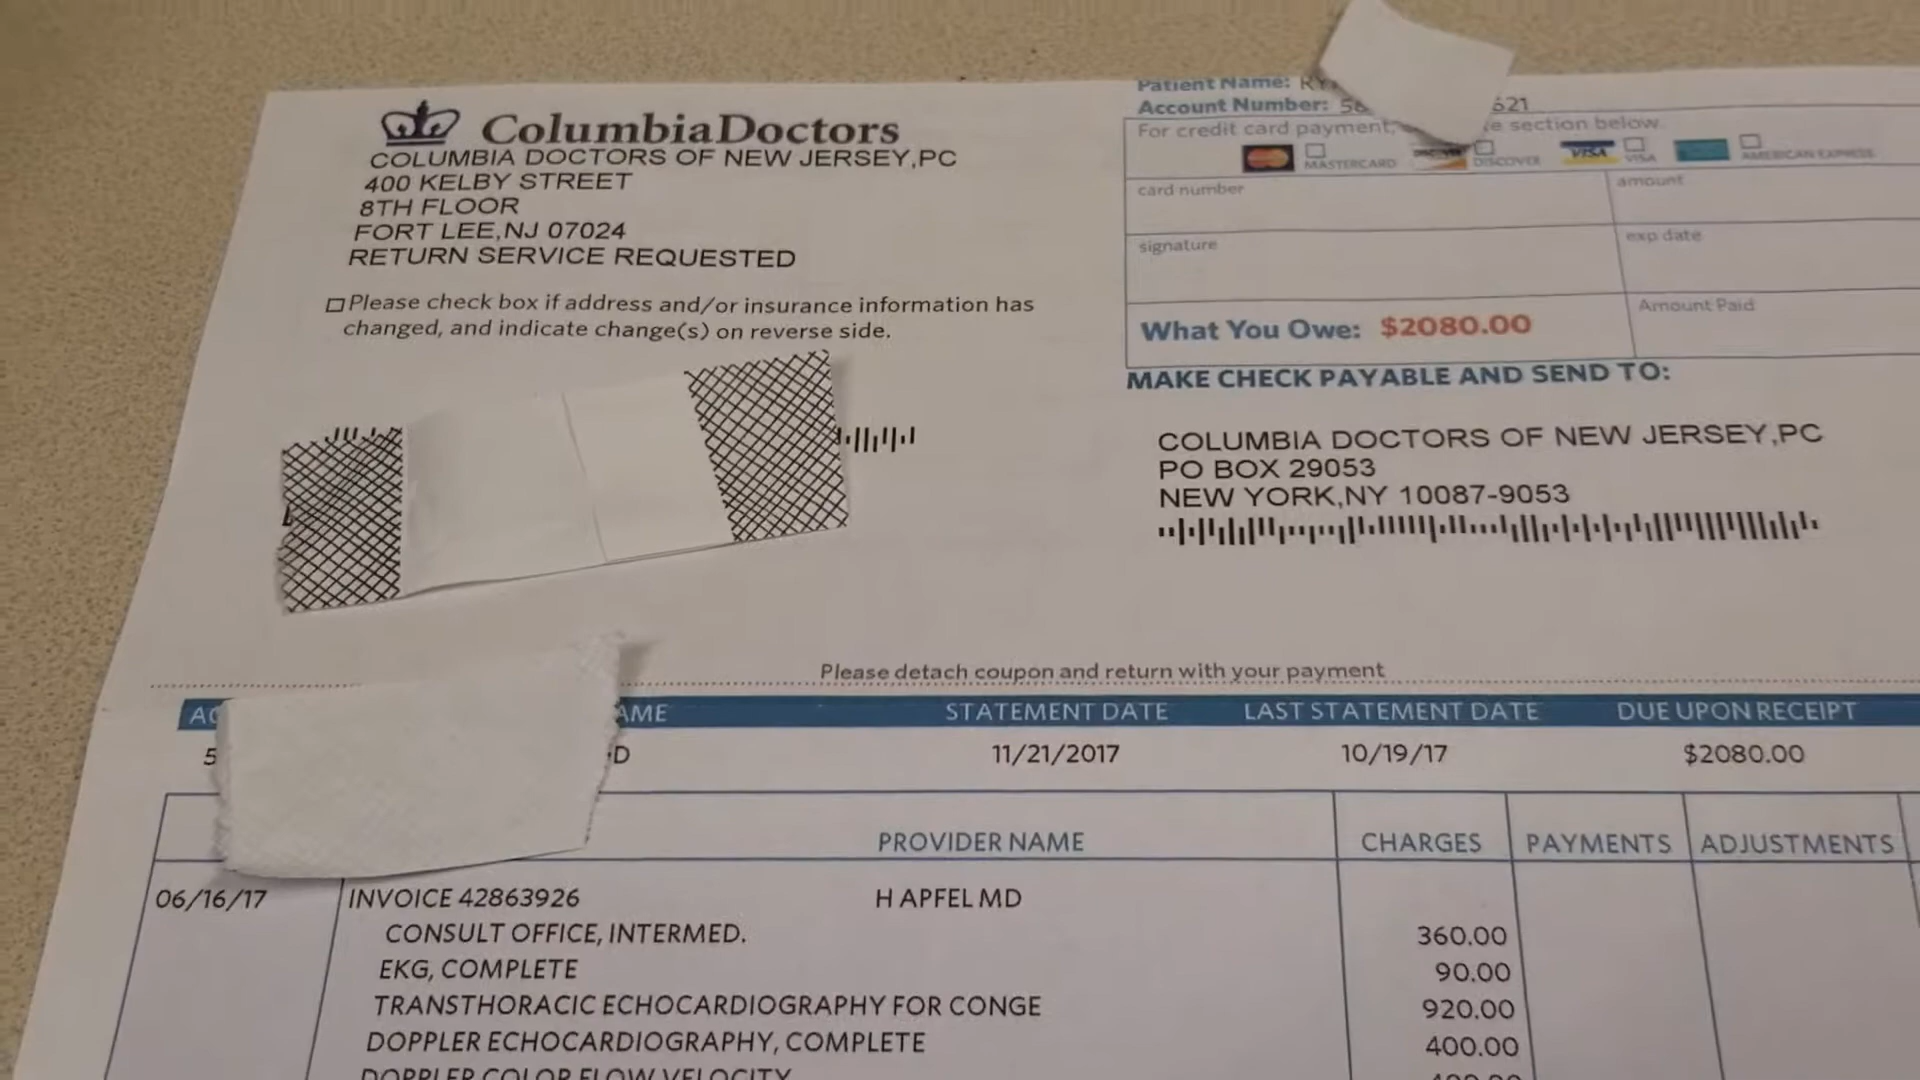 ColumbiaDoctors
COLUMBIA DOCTORS OF NEW JERSEY,PC
400 KELBY STREET
8TH FLOOR
FORT LEE,NJ 07024
RETURN SERVICE REQUESTED
Please check box if address and/or insurance information has
changed, and indicate change(s) on reverse side.
Patient Name:
Account Number: 621
For credit card payment, section below.
MASTERCARD DISCOVER VISA VISA AMERICAN EXPRESS
card number amount
signature exp date
What You Owe: $2080.00 Amount Paid
MAKE CHECK PAYABLE AND SEND TO:
COLUMBIA DOCTORS OF NEW JERSEY,PC
PO BOX 29053
NEW YORK,NY 10087-9053
Please detach coupon and return with your payment
STATEMENT DATE LAST STATEMENT DATE DUE UPON RECEIPT
11/21/2017 10/19/17 $2080.00
PROVIDER NAME CHARGES PAYMENTS ADJUSTMENTS
06/16/17 INVOICE 42863926 H APFEL MD
CONSULT OFFICE, INTERMED. 360.00
EKG, COMPLETE 90.00
TRANSTHORACIC ECHOCARDIOGRAPHY FOR CONGE 920.00
DOPPLER ECHOCARDIOGRAPHY, COMPLETE 400.00
DOPPLER COLOR FLOW VELOCITY